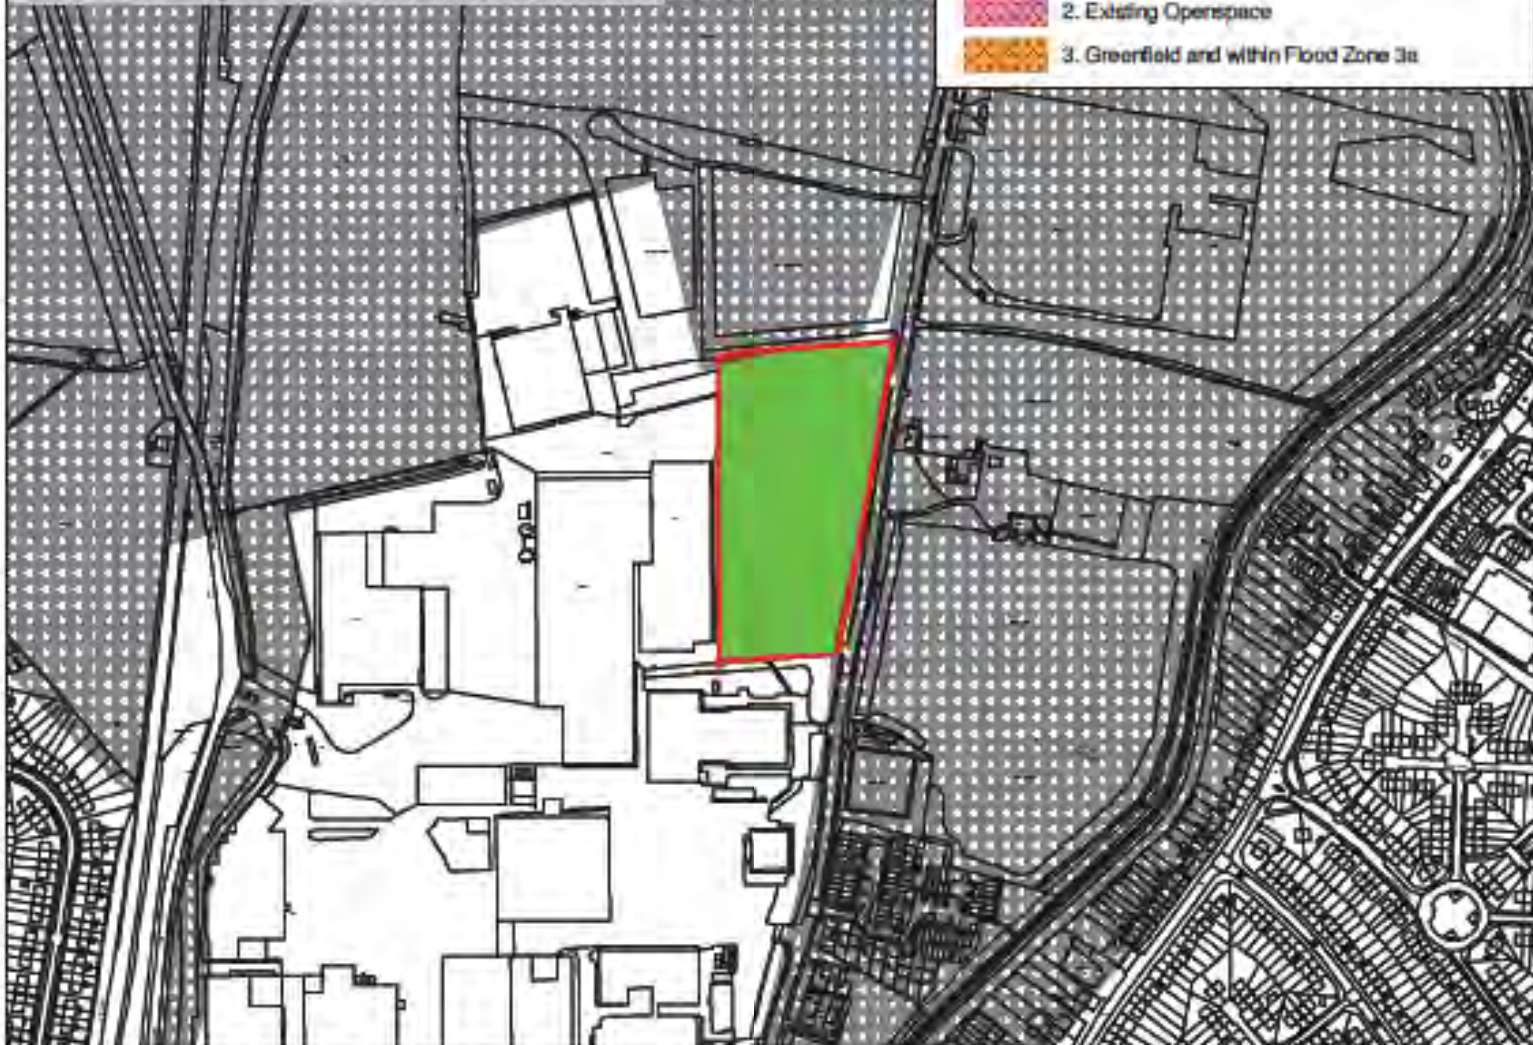 2. Existing Openspace
3. Greenfield and within Flood Zone 3a